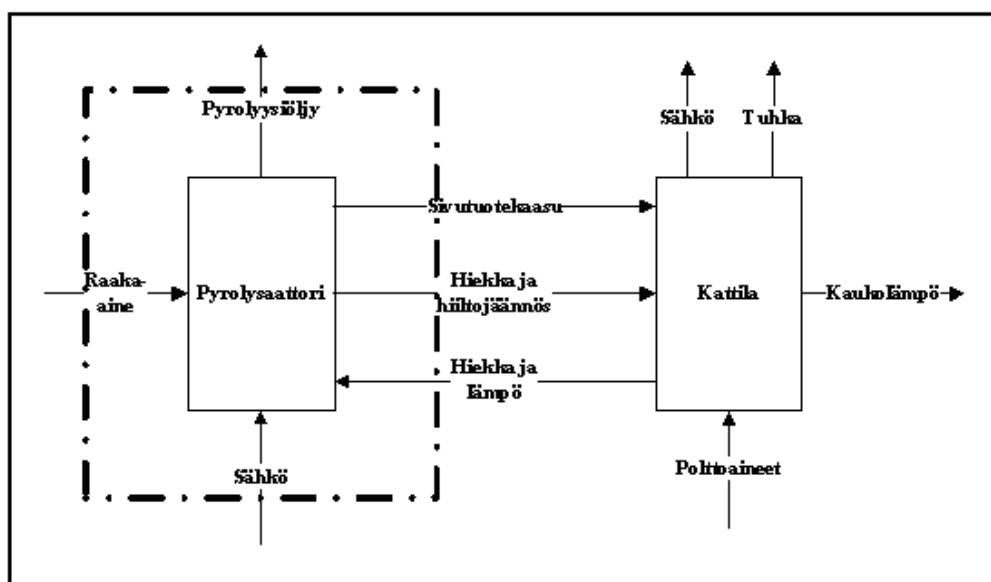 Pyrolyysiöljy
Sähkö
Tuhka
Sivutuotekaasu
Raaka-
aine
Pyrolysaattori
Hiekka ja
hiiltojäännös
Kattila
Kaukolämpö
Hiekka ja
lämpö
Sähkö
Polttoaineet